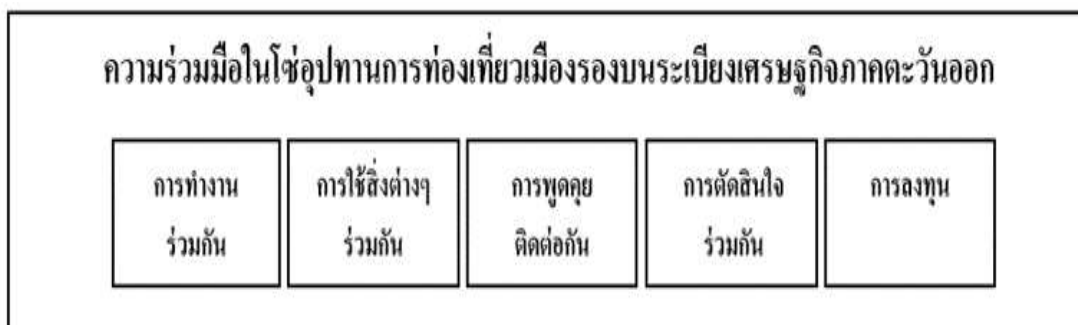 ความร่วมมือในโซ่อุปทานการท่องเที่ยวเมืองรองบนระเบียงเศรษฐกิจภาคตะวันออก
การทำงาน
ร่วมกัน
การใช้สิ่งต่างๆ
ร่วมกัน
การพูดคุย
ติดต่อกัน
การตัดสินใจ
ร่วมกัน
การลงทุน